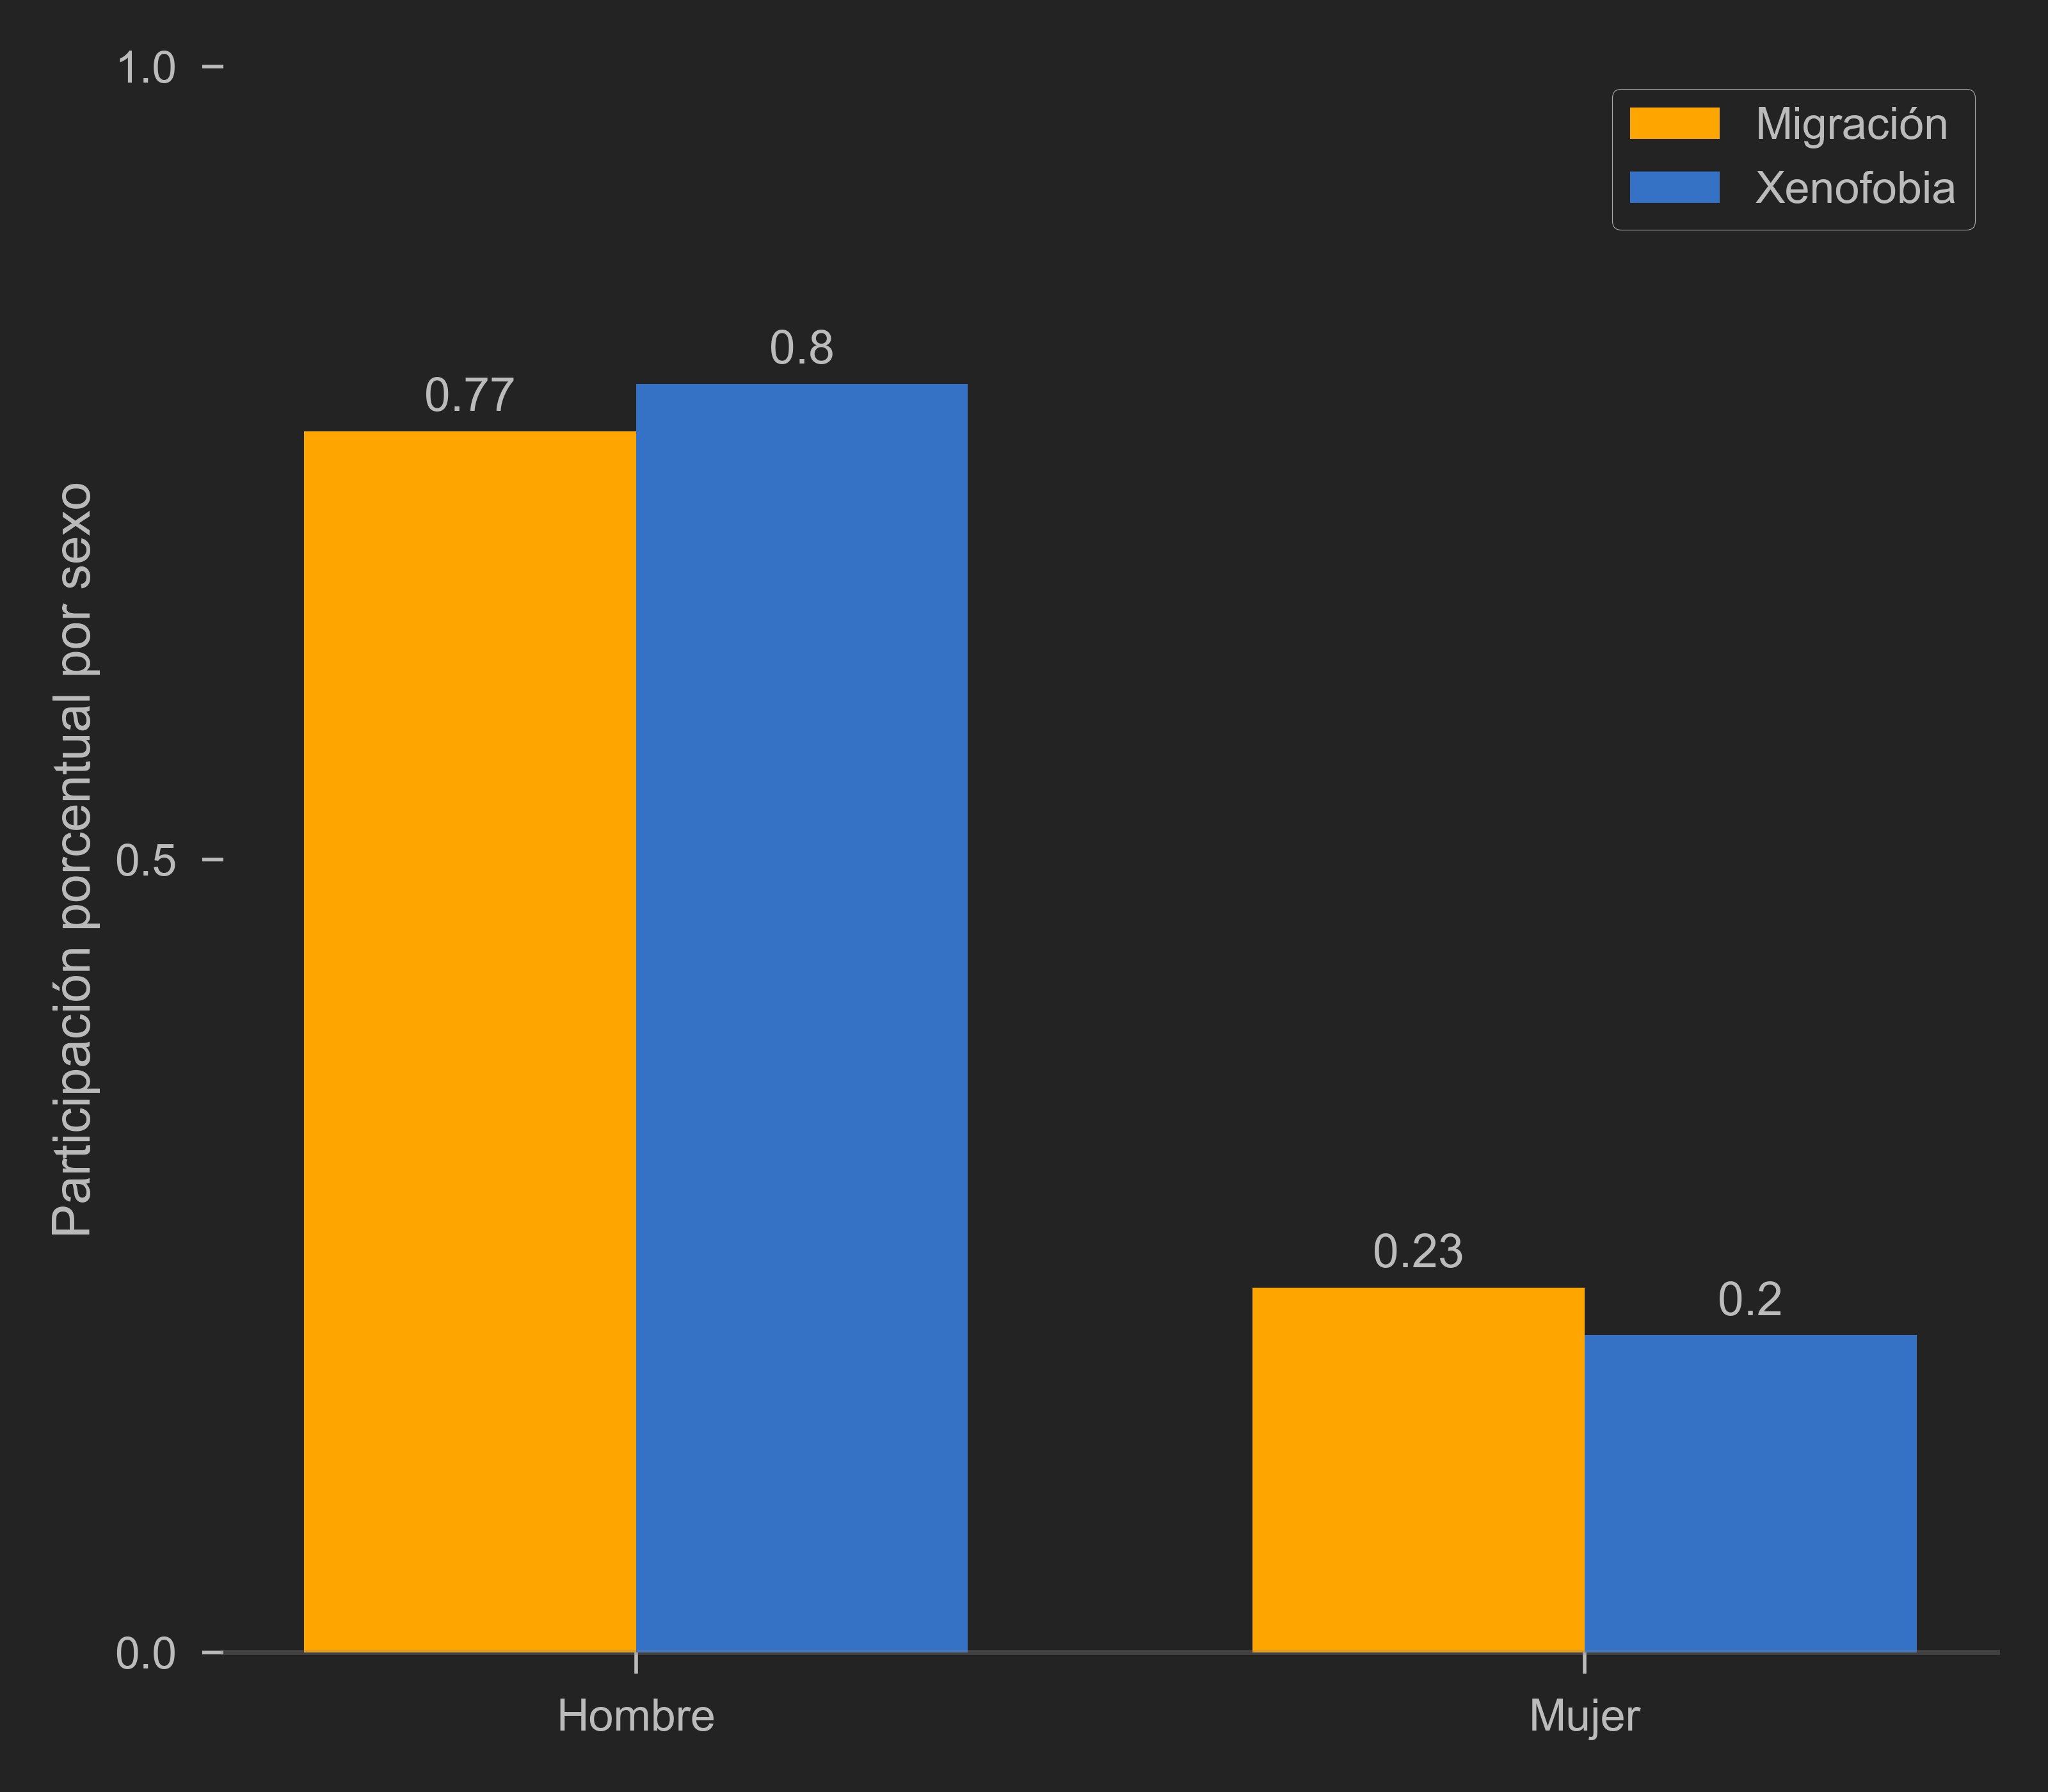 Participación porcentual por sexo
1.0
0.5
0.0
Migración
Xenofobia
0.77
0.8
0.23
0.2
Hombre
Mujer